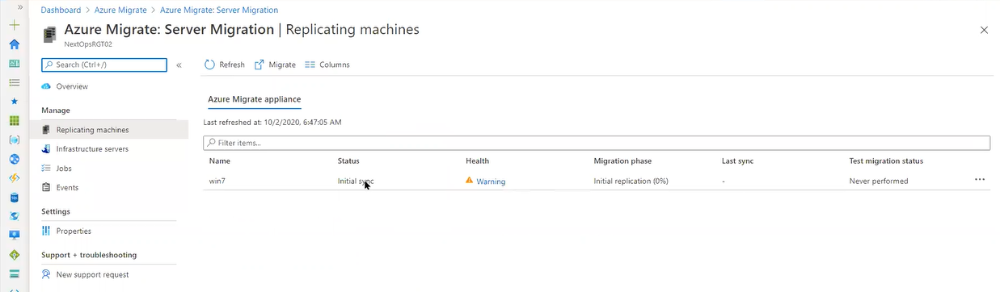 »
Dashboard > Azure Migrate > Azure Migrate: Server Migration
Azure Migrate: Server Migration | Replicating machines
NextOpsRGT02
Search (Ctrl+/)
«
Refresh
Migrate
Columns
Overview
Manage
Replicating machines
Infrastructure servers
Jobs
Events
Settings
Properties
Support + troubleshooting
New support request
Azure Migrate appliance
Last refreshed at: 10/2/2020, 6:47:05 AM
Filter items...
Name Status Health Migration phase Last sync Test migration status
win7 Initial sync Warning Initial replication (0%) - Never performed ...